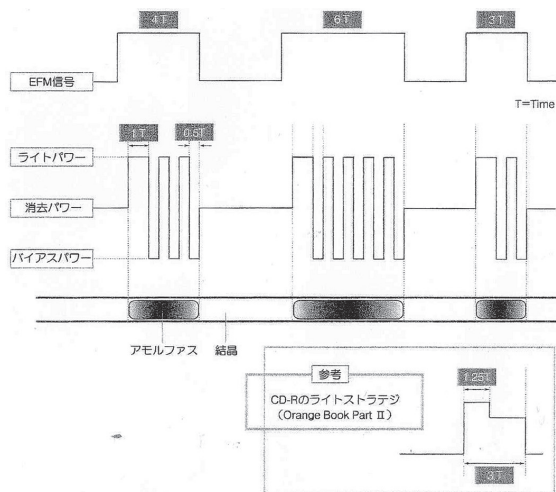 4T
6T
3T
EFM信号
T=Time
1T
0.5T
ライトパワー
消去パワー
バイアスパワー
アモルファス
結晶
参考
CD-Rのライトストラテジ
(Orange Book Part Ⅱ)
1.25T
3T